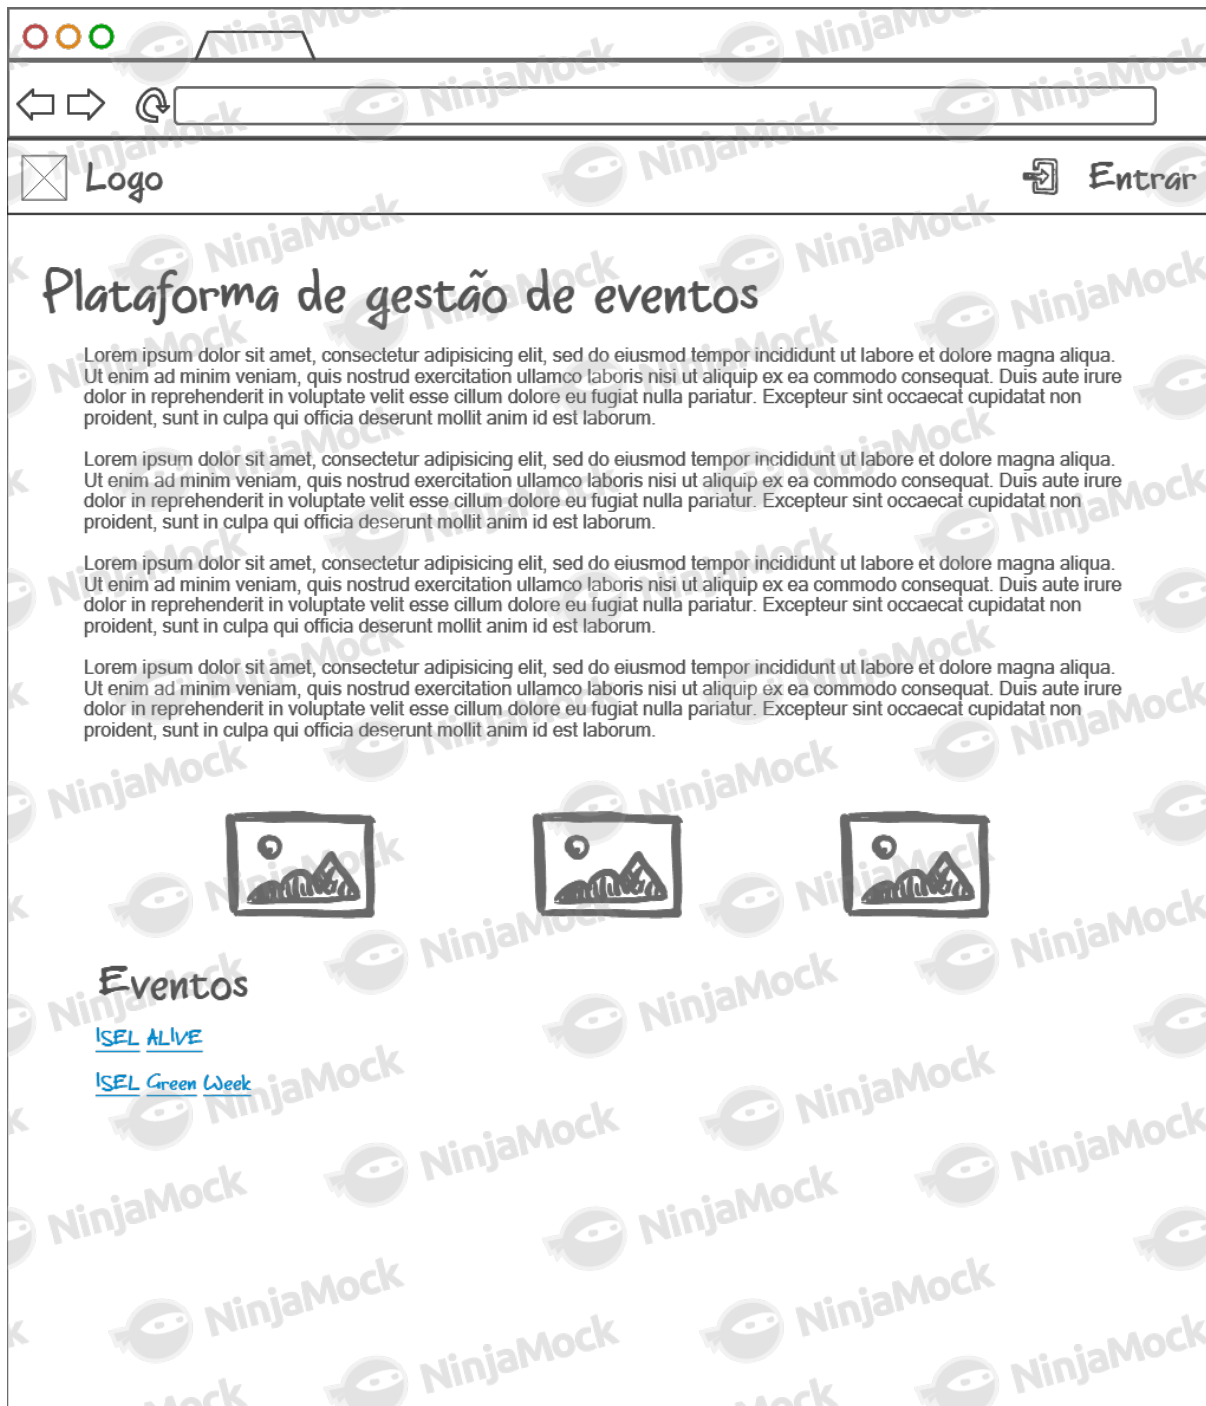 Logo
Entrar
Plataforma de gestão de eventos
Lorem ipsum dolor sit amet, consectetur adipisicing elit, sed do eiusmod tempor incididunt ut labore et dolore magna aliqua.
Ut enim ad minim veniam, quis nostrud exercitation ullamco laboris nisi ut aliquip ex ea commodo consequat. Duis aute irure
dolor in reprehenderit in voluptate velit esse cillum dolore eu fugiat nulla pariatur. Excepteur sint occaecat cupidatat non
proident, sunt in culpa qui officia deserunt mollit anim id est laborum.
Lorem ipsum dolor sit amet, consectetur adipisicing elit, sed do eiusmod tempor incididunt ut labore et dolore magna aliqua.
Ut enim ad minim veniam, quis nostrud exercitation ullamco laboris nisi ut aliquip ex ea commodo consequat. Duis aute irure
dolor in reprehenderit in voluptate velit esse cillum dolore eu fugiat nulla pariatur. Excepteur sint occaecat cupidatat non
proident, sunt in culpa qui officia deserunt mollit anim id est laborum.
Lorem ipsum dolor sit amet, consectetur adipisicing elit, sed do eiusmod tempor incididunt ut labore et dolore magna aliqua.
Ut enim ad minim veniam, quis nostrud exercitation ullamco laboris nisi ut aliquip ex ea commodo consequat. Duis aute irure
dolor in reprehenderit in voluptate velit esse cillum dolore eu fugiat nulla pariatur. Excepteur sint occaecat cupidatat non
proident, sunt in culpa qui officia deserunt mollit anim id est laborum.
Lorem ipsum dolor sit amet, consectetur adipisicing elit, sed do eiusmod tempor incididunt ut labore et dolore magna aliqua.
Ut enim ad minim veniam, quis nostrud exercitation ullamco laboris nisi ut aliquip ex ea commodo consequat. Duis aute irure
dolor in reprehenderit in voluptate velit esse cillum dolore eu fugiat nulla pariatur. Excepteur sint occaecat cupidatat non
proident, sunt in culpa qui officia deserunt mollit anim id est laborum.
Eventos
ISEL ALIVE
ISEL Green Week
NinjaMock